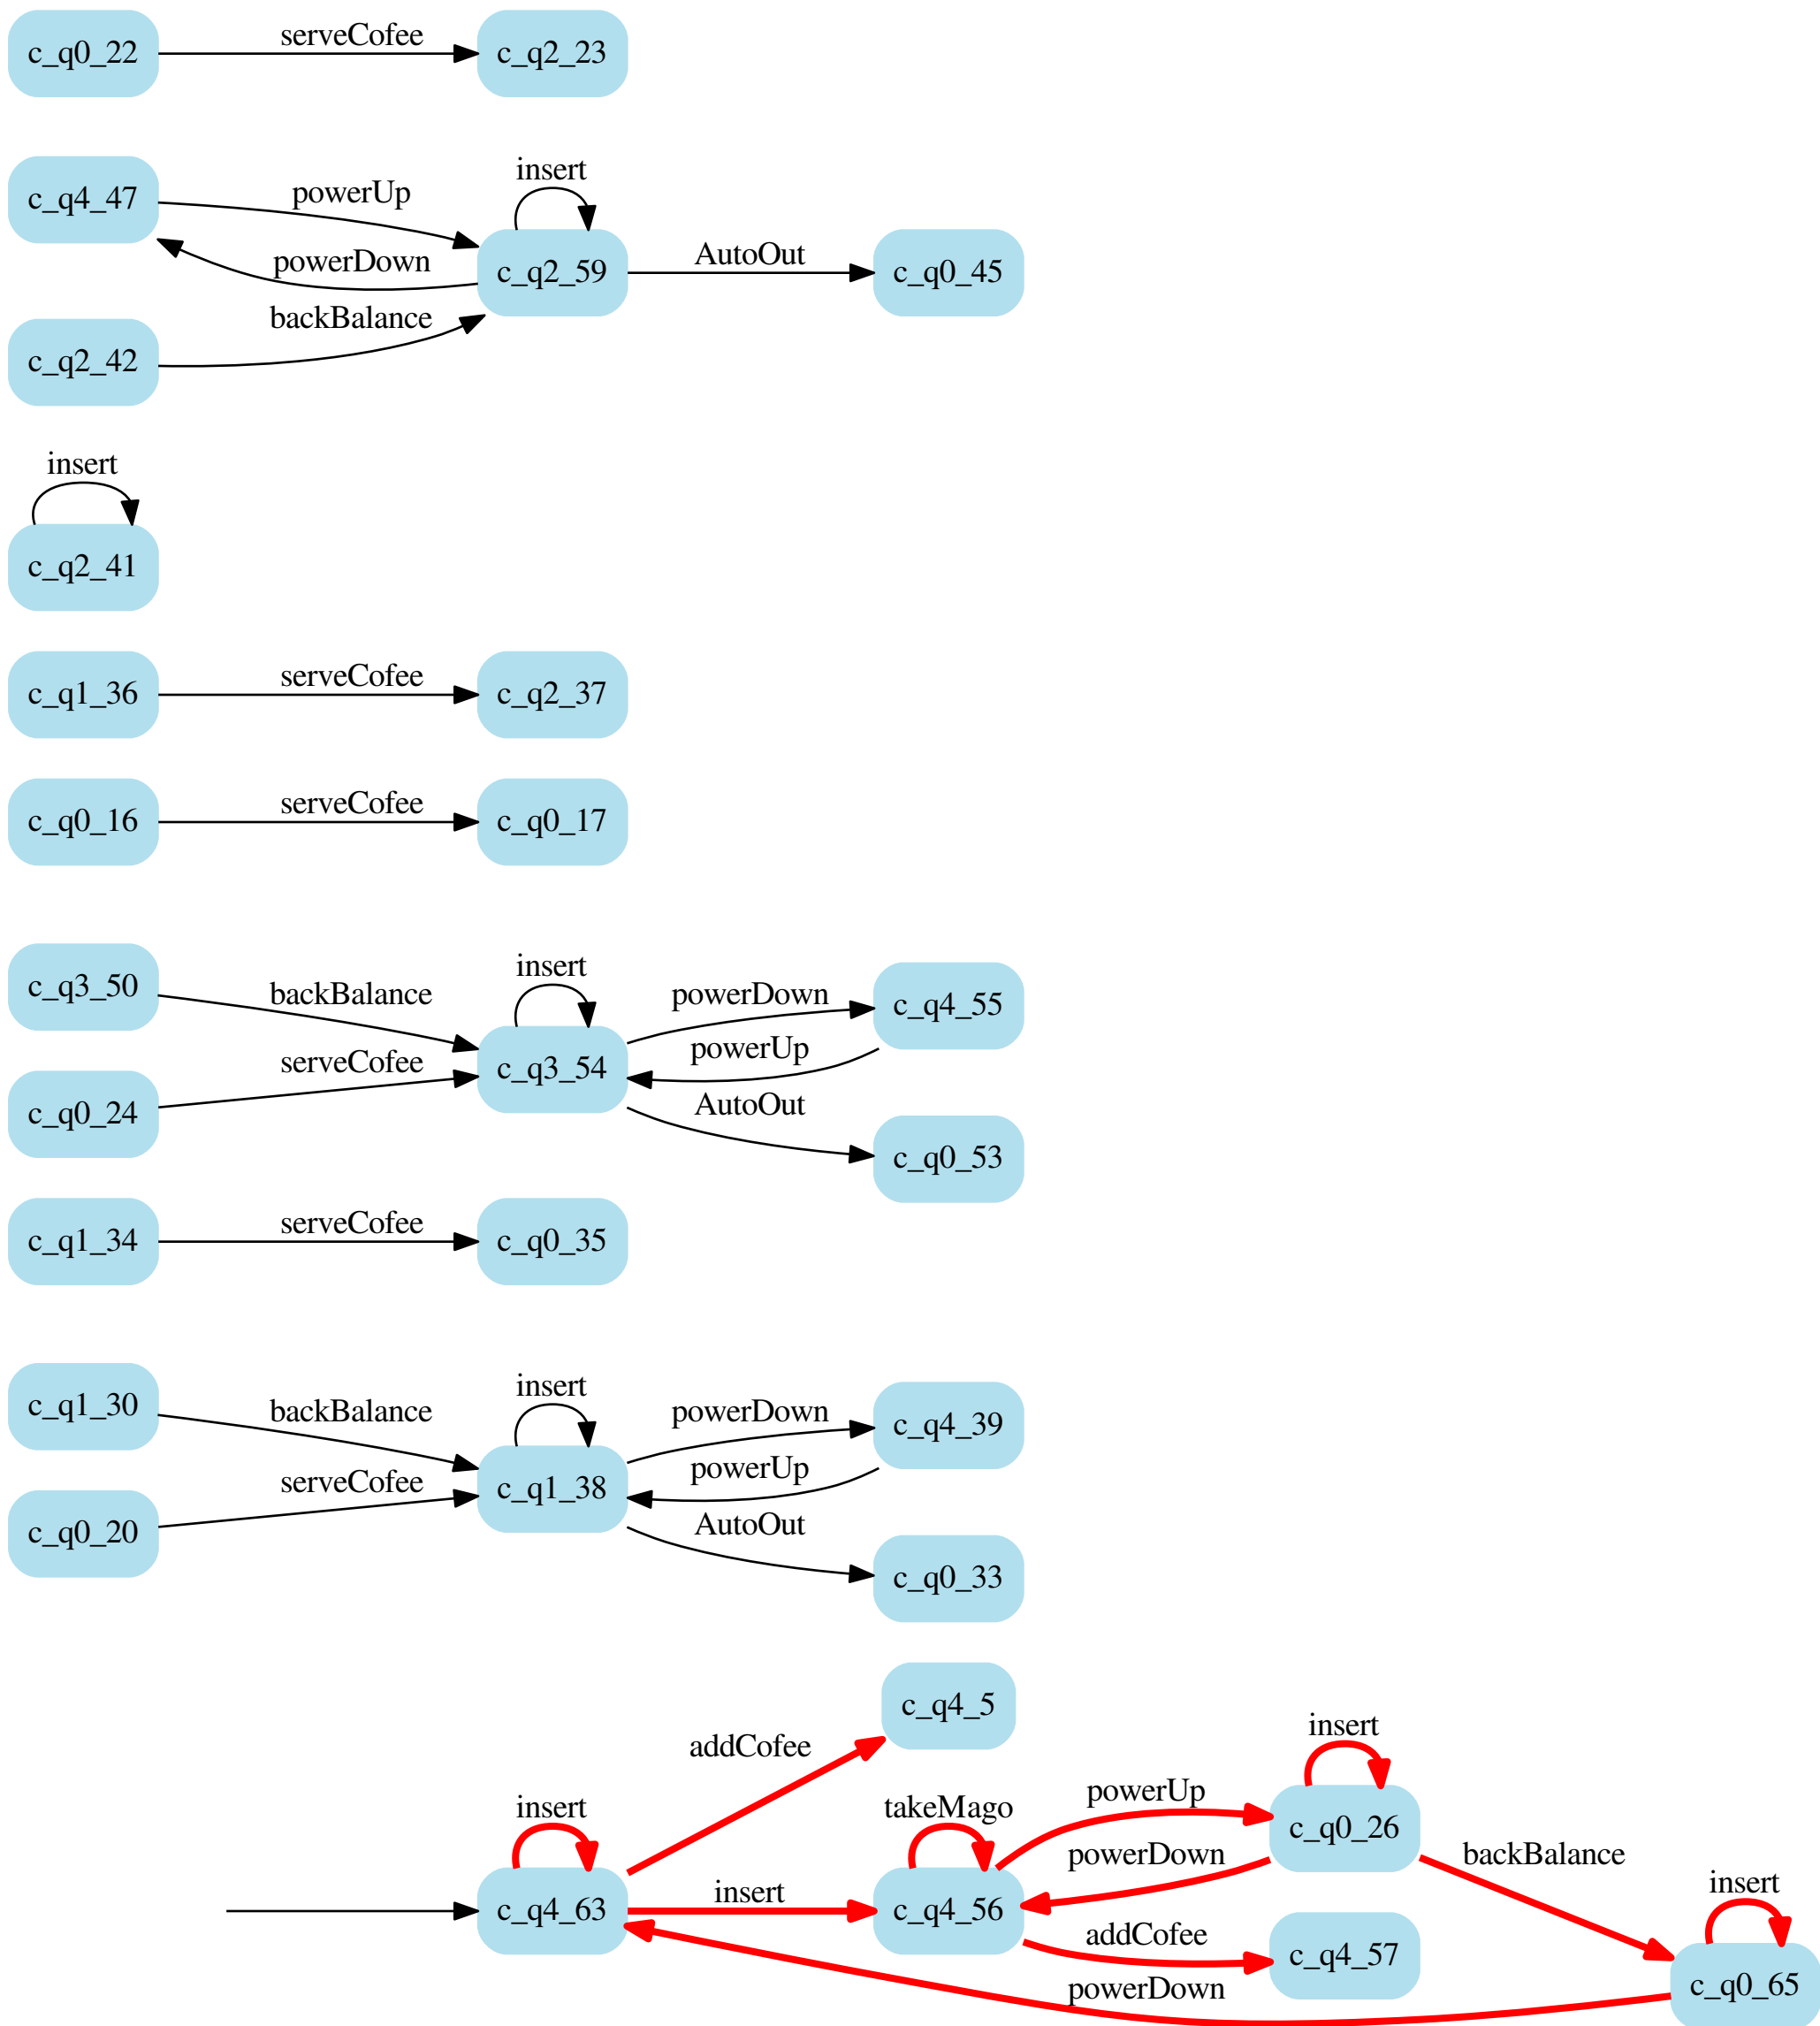 c_q0_22
serveCofee
c_q2_23
c_q4_47
powerUp
insert
powerDown
c_q2_59
AutoOut
c_q0_45
backBalance
c_q2_42
insert
c_q2_41
c_q1_36
serveCofee
c_q2_37
c_q0_16
serveCofee
c_q0_17
c_q3_50
backBalance
insert
powerDown
c_q4_55
powerUp
serveCofee
c_q3_54
c_q0_24
AutoOut
c_q0_53
c_q1_34
serveCofee
c_q0_35
c_q1_30
backBalance
insert
powerDown
c_q4_39
powerUp
serveCofee
c_q1_38
c_q0_20
AutoOut
c_q0_33
c_q4_5
addCofee
insert
insert
takeMago
powerUp
c_q0_26
powerDown
backBalance
c_q4_63
insert
c_q4_56
addCofee
c_q4_57
insert
powerDown
c_q0_65